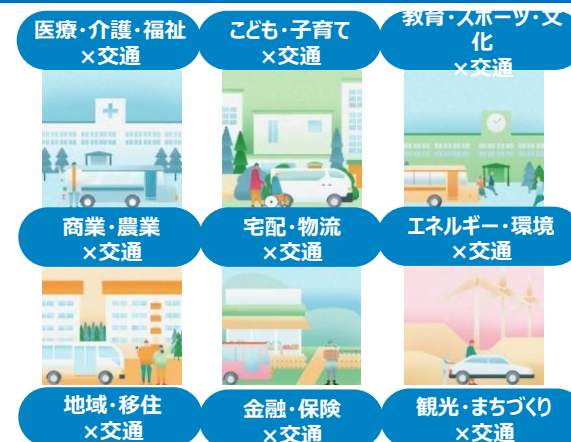 医療・介護・福祉
×交通
こども・子育て
×交通
教育・スポーツ・文
化
×交通
商業・農業
×交通
宅配・物流
×交通
エネルギー・環境
×交通
地域・移住
×交通
金融・保険
×交通
観光・まちづくり
×交通